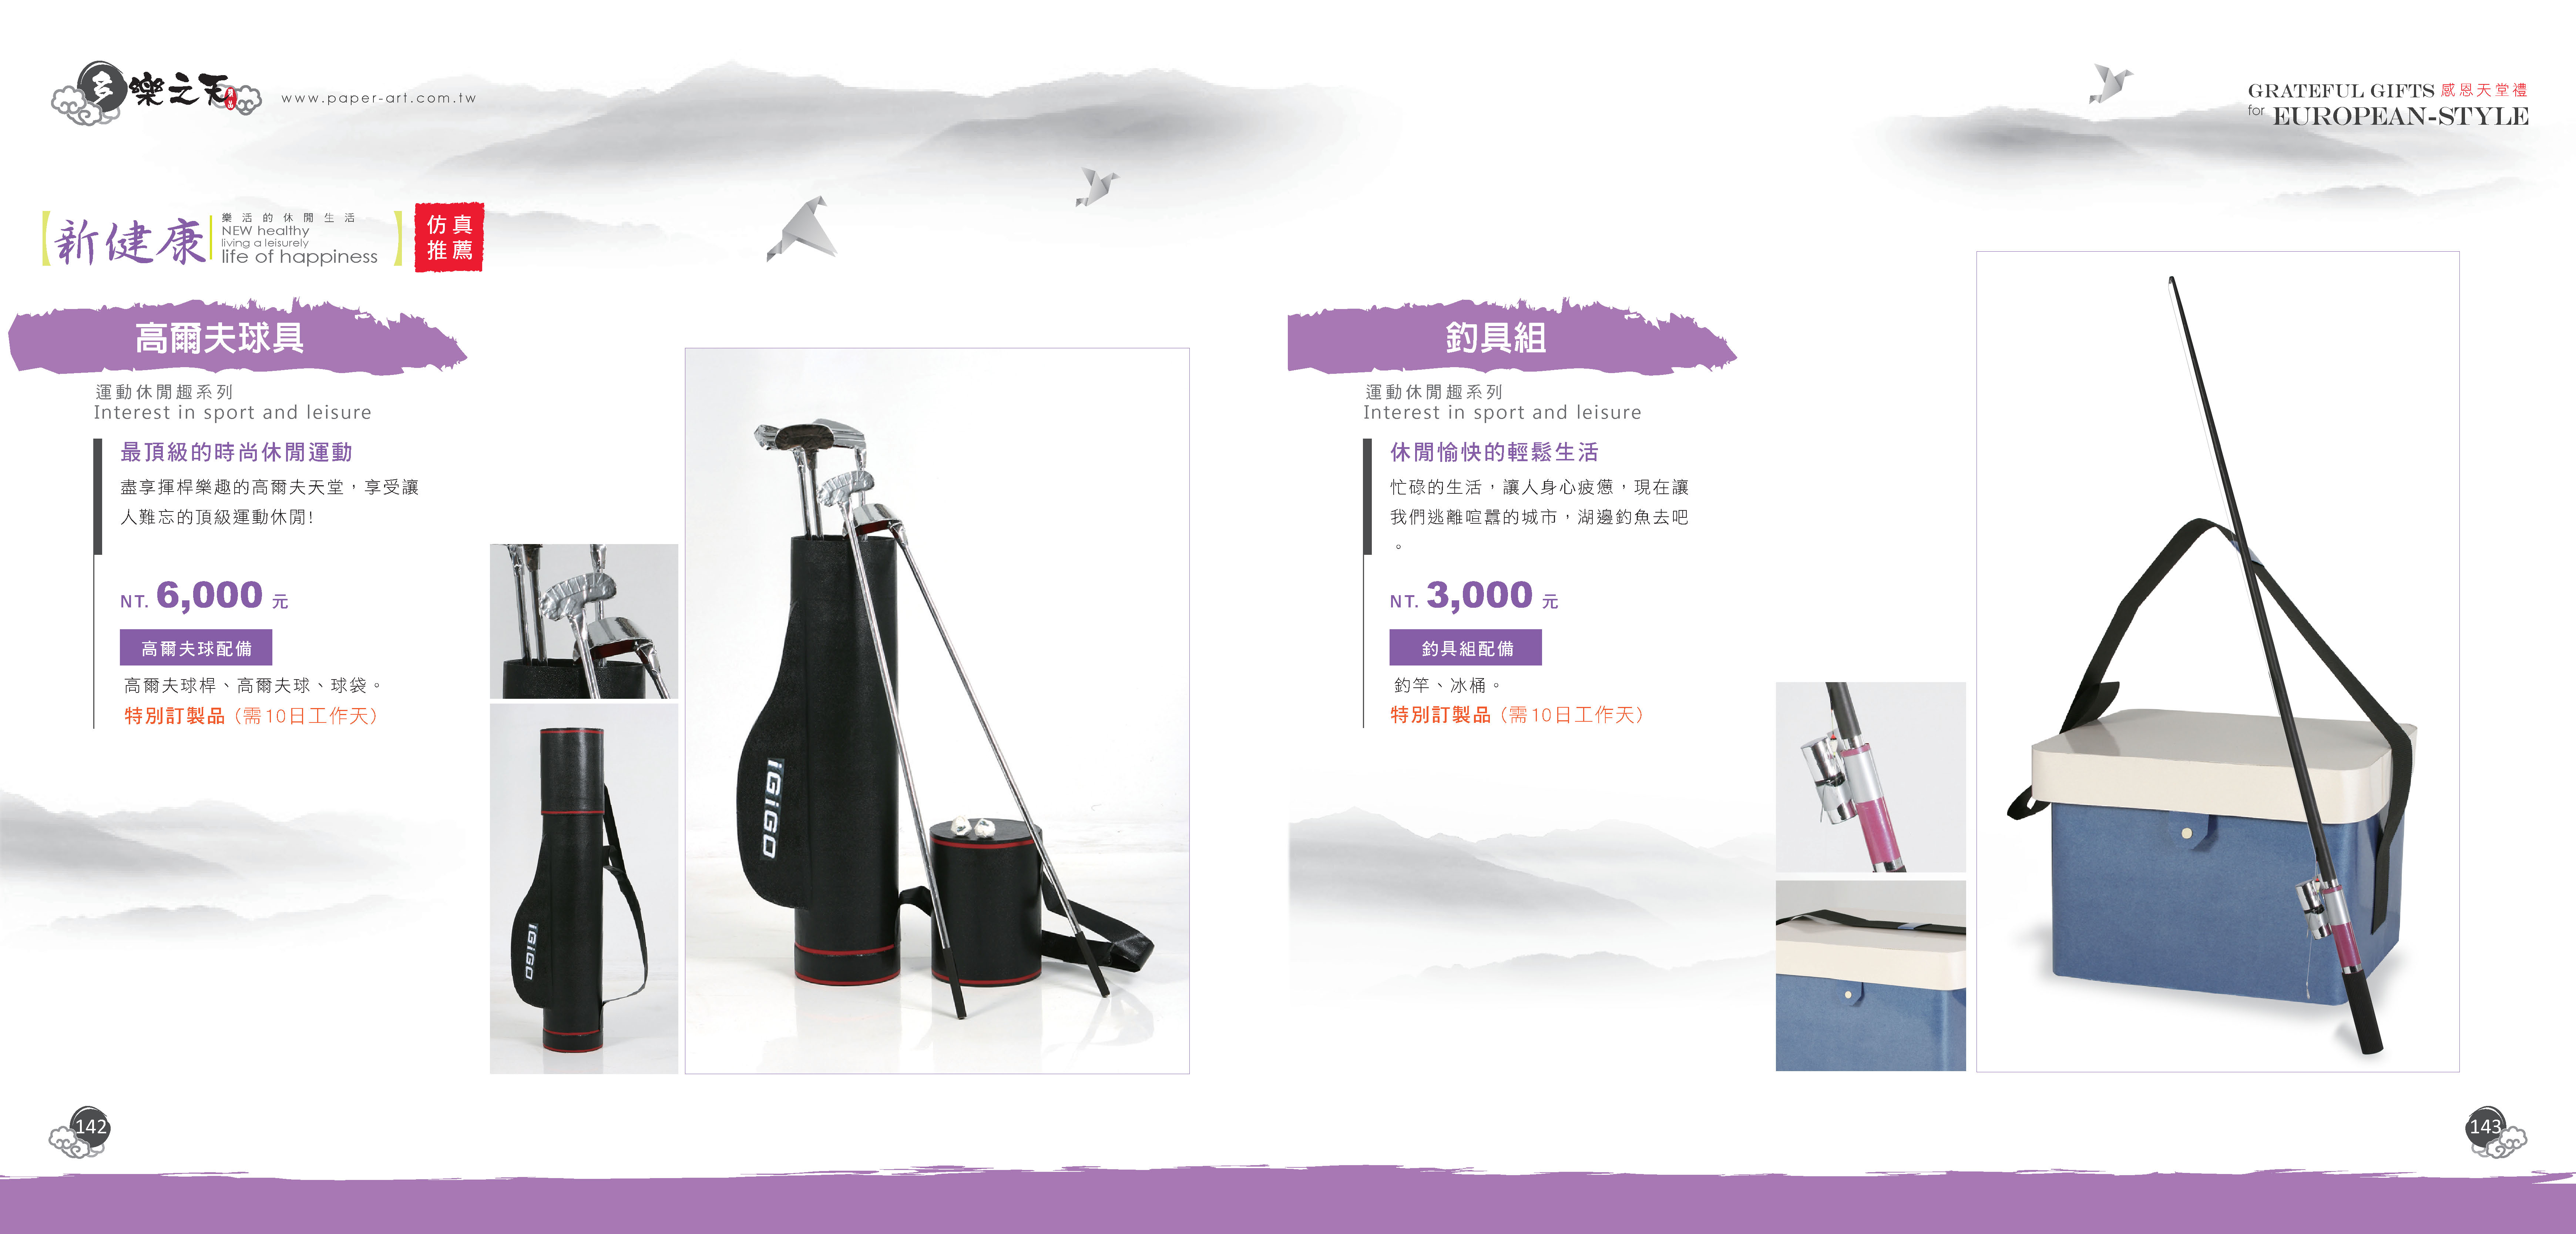 樂之天
www.paper-art.com.tw
GRATEFUL GIFTS 感恩天堂禮
for EUROPEAN-STYLE
新健康
樂活的休閒生活
NEW healthy
living a leisurely
life of happiness
仿真
推薦
高爾夫球具
運動休閒趣系列
Interest in sport and leisure
最頂級的時尚休閒運動
盡享揮桿樂趣的高爾夫天堂，享受讓
人難忘的頂級運動休閒!
NT. 6,000 元
高爾夫球配備
高爾夫球桿、高爾夫球、球袋。
特別訂製品（需10日工作天）
iGiGO
iGiGO
142
釣具組
運動休閒趣系列
Interest in sport and leisure
休閒愉快的輕鬆生活
忙碌的生活，讓人身心疲憊，現在讓
我們逃離喧囂的城市，湖邊釣魚去吧
。
NT. 3,000 元
釣具組配備
釣竿、冰桶。
特別訂製品（需10日工作天）
143